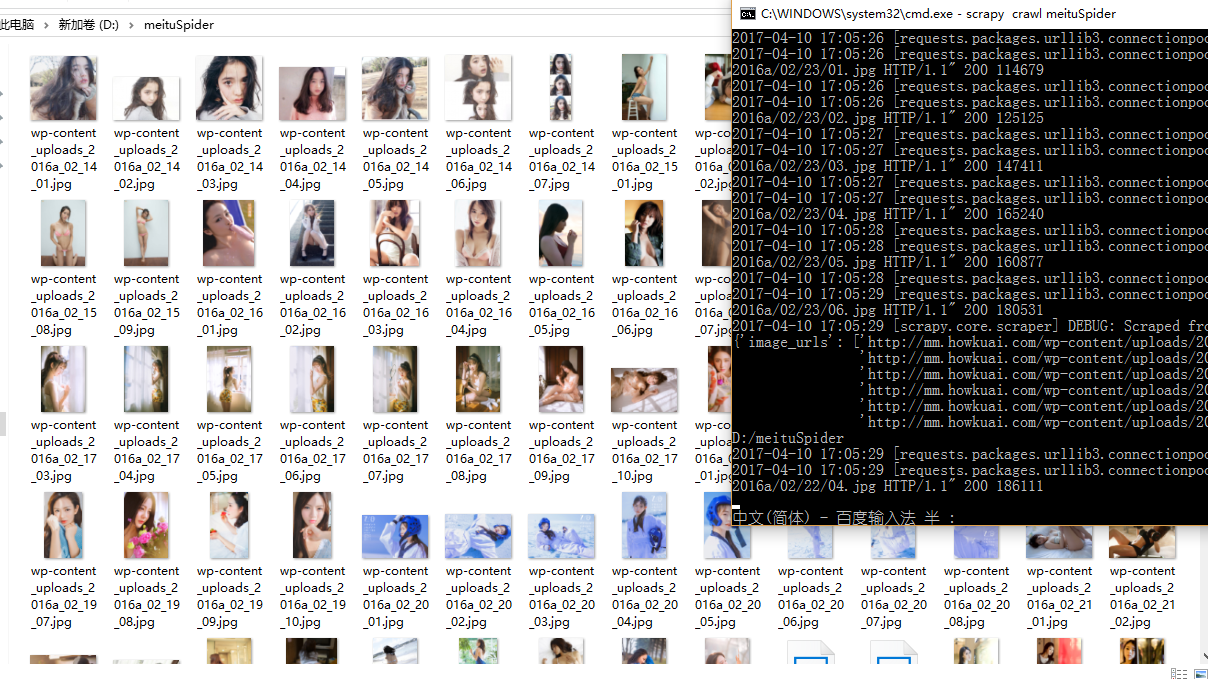 此电脑 > 新加卷 (D:) > meituSpider
C:\WINDOWS\system32\cmd.exe - scrapy crawl meituSpider
wp-content_uploads_2016a_02_14_01.jpg
wp-content_uploads_2016a_02_14_02.jpg
wp-content_uploads_2016a_02_14_03.jpg
wp-content_uploads_2016a_02_14_04.jpg
wp-content_uploads_2016a_02_14_05.jpg
wp-content_uploads_2016a_02_14_06.jpg
wp-content_uploads_2016a_02_14_07.jpg
wp-content_uploads_2016a_02_15_01.jpg
wp-co
_uplo
016a_
_02.jp
wp-content_uploads_2016a_02_15_08.jpg
wp-content_uploads_2016a_02_15_09.jpg
wp-content_uploads_2016a_02_16_01.jpg
wp-content_uploads_2016a_02_16_02.jpg
wp-content_uploads_2016a_02_16_03.jpg
wp-content_uploads_2016a_02_16_04.jpg
wp-content_uploads_2016a_02_16_05.jpg
wp-content_uploads_2016a_02_16_06.jpg
wp-co
_uplo
016a_
_07.jp
wp-content_uploads_2016a_02_17_03.jpg
wp-content_uploads_2016a_02_17_04.jpg
wp-content_uploads_2016a_02_17_05.jpg
wp-content_uploads_2016a_02_17_06.jpg
wp-content_uploads_2016a_02_17_07.jpg
wp-content_uploads_2016a_02_17_08.jpg
wp-content_uploads_2016a_02_17_09.jpg
wp-content_uploads_2016a_02_17_10.jpg
wp-co
_uplo
016a_
_01.jp
wp-content_uploads_2016a_02_19_07.jpg
wp-content_uploads_2016a_02_19_08.jpg
wp-content_uploads_2016a_02_19_09.jpg
wp-content_uploads_2016a_02_19_10.jpg
wp-content_uploads_2016a_02_20_01.jpg
wp-content_uploads_2016a_02_20_02.jpg
wp-content_uploads_2016a_02_20_03.jpg
wp-content_uploads_2016a_02_20_04.jpg
wp-content_uploads_2016a_02_20_05.jpg
wp-content_uploads_2016a_02_20_06.jpg
wp-content_uploads_2016a_02_20_07.jpg
wp-content_uploads_2016a_02_20_08.jpg
wp-content_uploads_2016a_02_21_01.jpg
wp-content_uploads_2016a_02_21_02.jpg
2017-04-10 17:05:26 [requests.packages.urllib3.connectionpoo
2017-04-10 17:05:26 [requests.packages.urllib3.connectionpoo
2016a/02/23/01.jpg HTTP/1.1" 200 114679
2017-04-10 17:05:26 [requests.packages.urllib3.connectionpoo
2017-04-10 17:05:26 [requests.packages.urllib3.connectionpoo
2016a/02/23/02.jpg HTTP/1.1" 200 125125
2017-04-10 17:05:27 [requests.packages.urllib3.connectionpoo
2017-04-10 17:05:27 [requests.packages.urllib3.connectionpoo
2016a/02/23/03.jpg HTTP/1.1" 200 147411
2017-04-10 17:05:27 [requests.packages.urllib3.connectionpoo
2017-04-10 17:05:27 [requests.packages.urllib3.connectionpoo
2016a/02/23/04.jpg HTTP/1.1" 200 165240
2017-04-10 17:05:28 [requests.packages.urllib3.connectionpoo
2017-04-10 17:05:28 [requests.packages.urllib3.connectionpoo
2016a/02/23/05.jpg HTTP/1.1" 200 160877
2017-04-10 17:05:28 [requests.packages.urllib3.connectionpoo
2017-04-10 17:05:29 [requests.packages.urllib3.connectionpoo
2016a/02/23/06.jpg HTTP/1.1" 200 180531
2017-04-10 17:05:29 [scrapy.core.scraper] DEBUG: Scraped fro
{'image_urls': ['http://mm.howkuai.com/wp-content/uploads/20
'http://mm.howkuai.com/wp-content/uploads/20
'http://mm.howkuai.com/wp-content/uploads/20
'http://mm.howkuai.com/wp-content/uploads/20
'http://mm.howkuai.com/wp-content/uploads/20
'http://mm.howkuai.com/wp-content/uploads/20
D:/meituSpider
2017-04-10 17:05:29 [requests.packages.urllib3.connectionpoo
2017-04-10 17:05:29 [requests.packages.urllib3.connectionpoo
2016a/02/22/04.jpg HTTP/1.1" 200 186111
中文(简体) - 百度输入法 半 :